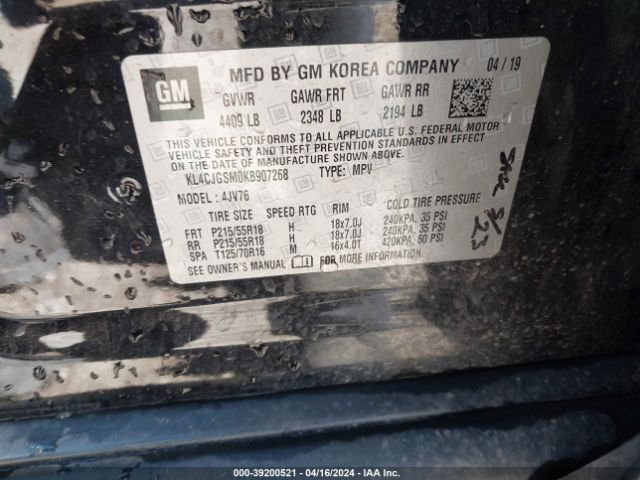 GM MFD BY GM KOREA COMPANY 04 / 19
GVWR GAWR FRT GAWR RR
4409 LB 2348 LB 2194 LB
THIS VEHICLE CONFORMS TO ALL APPLICABLE U.S. FEDERAL MOTOR
VEHICLE SAFETY AND THEFT PREVENTION STANDARDS IN EFFECT
ON THE DATE OF MANUFACTURE SHOWN ABOVE.
KL4CJGSM0KB907268 TYPE: MPV
MODEL: 4JV76
TIRE SIZE SPEED RTG RIM COLD TIRE PRESSURE
FRT P215/55R18 H 18x7.0J 240KPA, 35 PSI
RR P215/55R18 H 18x7.0J 240KPA, 35 PSI
SPA T125/70R16 M 16x4.0T 420KPA, 60 PSI
SEE OWNER'S MANUAL FOR MORE INFORMATION.
9/23
000-39200521 - 04/16/2024 - IAA Inc.